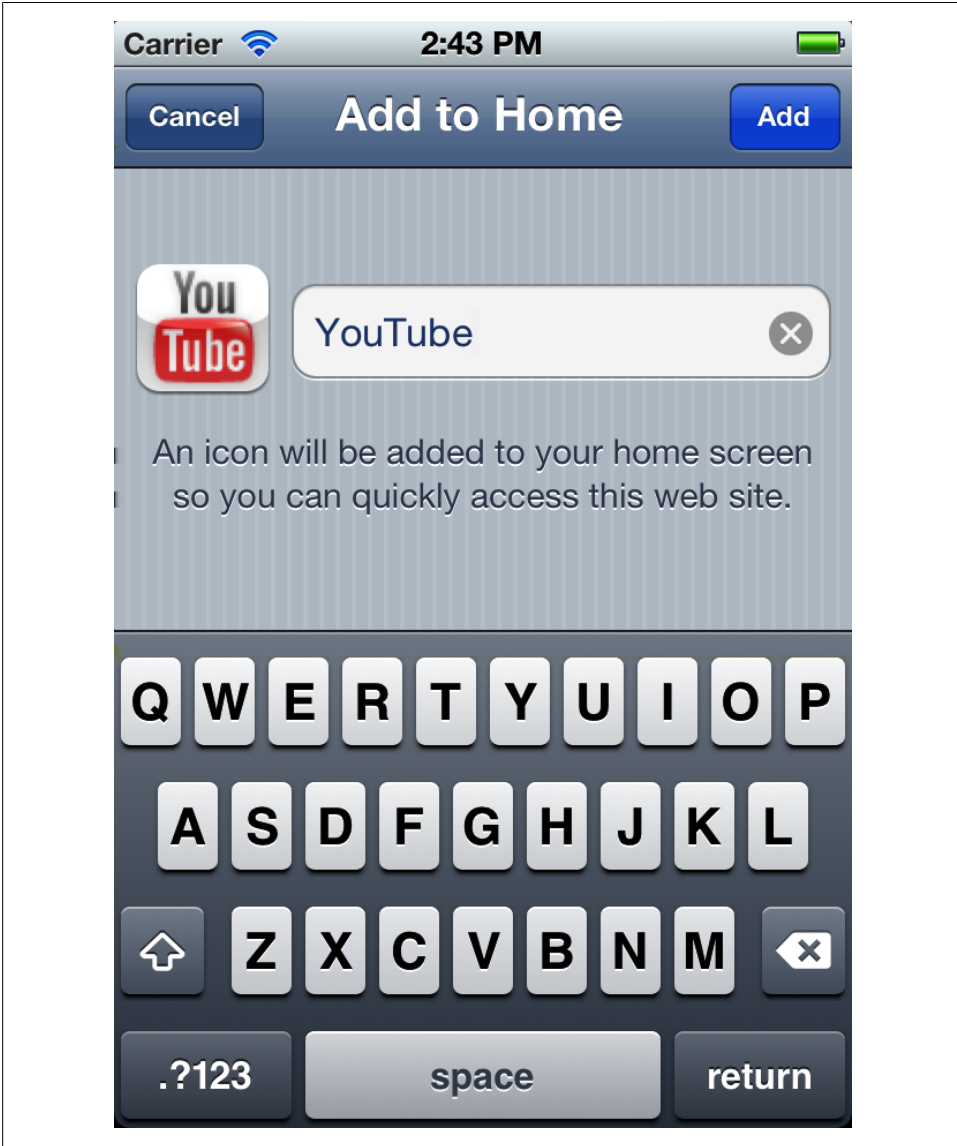 Carrier 2:43 PM
Cancel Add to Home Add
You
Tube
YouTube
An icon will be added to your home screen
so you can quickly access this web site.
Q W E R T Y U I O P
A S D F G H J K L
Z X C V B N M
.?123 space return